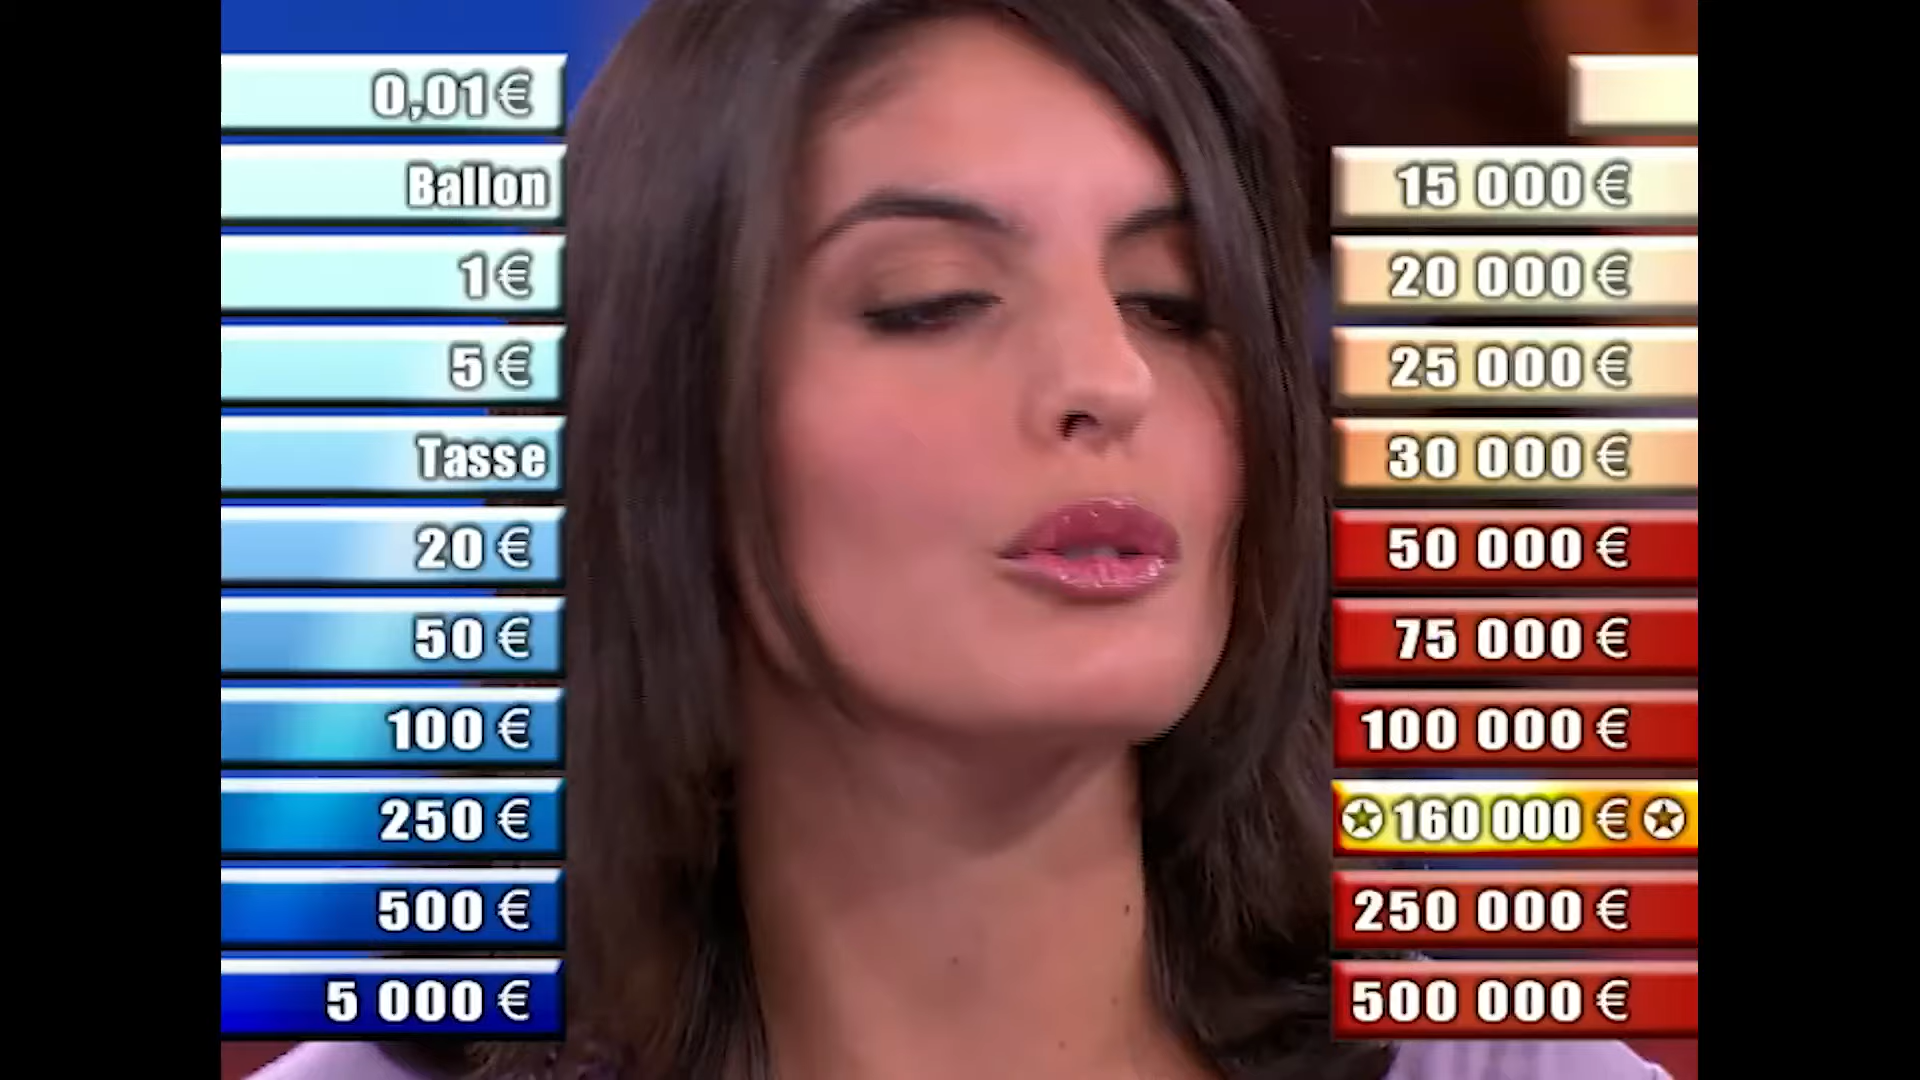 0,01 €
Ballon
1 €
5 €
Tasse
20 €
50 €
100 €
250 €
500 €
5 000 €
15 000 €
20 000 €
25 000 €
30 000 €
50 000 €
75 000 €
100 000 €
160 000 €
250 000 €
500 000 €